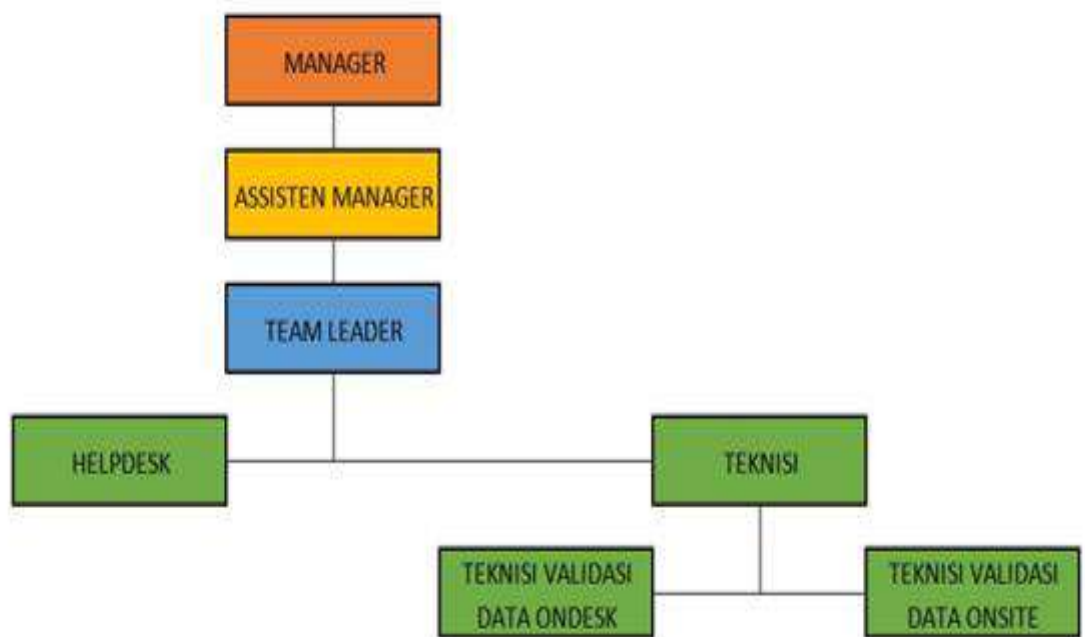 MANAGER
ASSISTEN MANAGER
TEAM LEADER
HELPDESK
TEKNISI
TEKNISI VALIDASI
DATA ONDESK
TEKNISI VALIDASI
DATA ONSITE